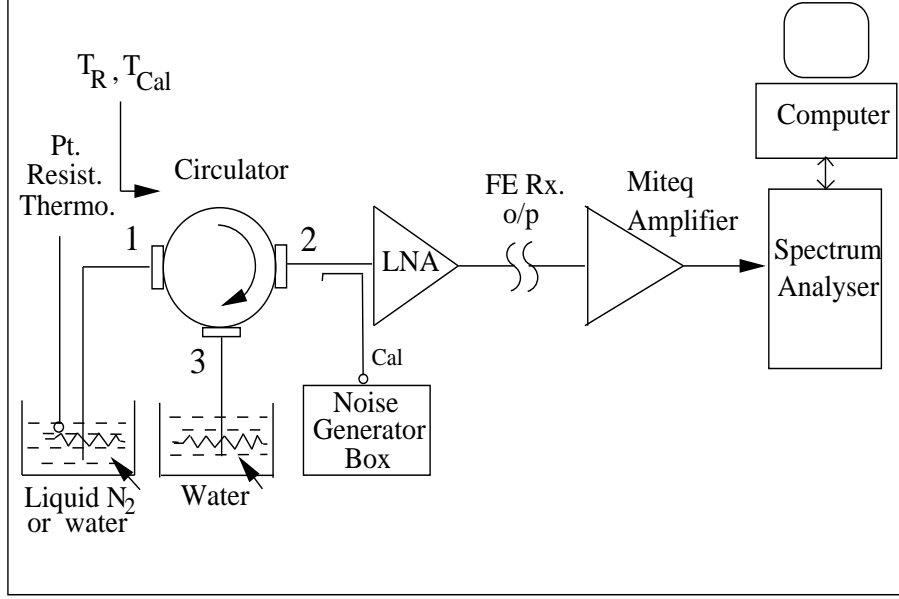 T_R , T_Cal
Pt.
Resist.
Thermo.
Circulator
1
2
3
LNA
FE Rx.
o/p
Miteq
Amplifier
Computer
Spectrum
Analyser
Cal
Noise
Generator
Box
Liquid N_2
or water
Water